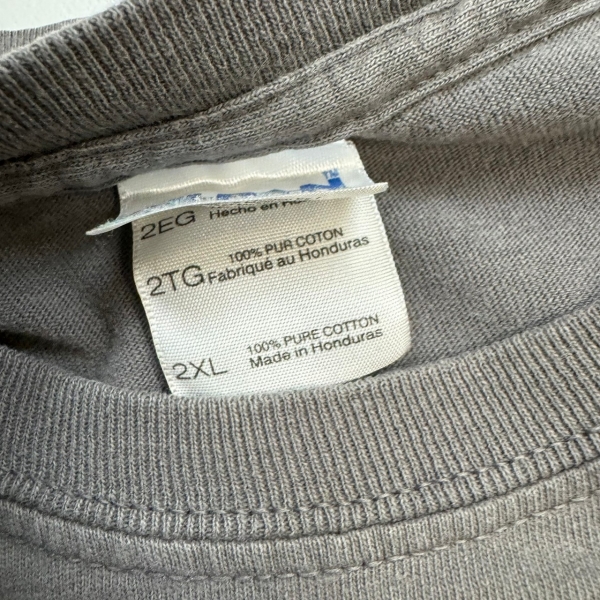 2EG
Hecho en
100% PUR COTON
2TG Fabriqué au Honduras
100% PURE COTTON
2XL Made in Honduras